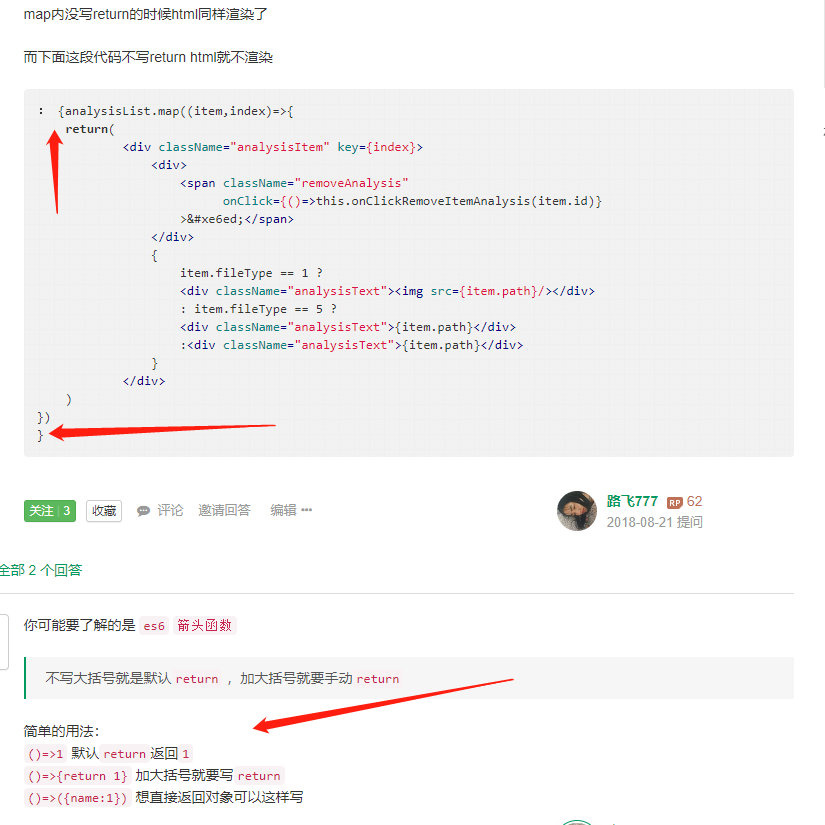 map内没写return的时候html同样渲染了
而下面这段代码不写return html就不渲染
: {analysisList.map((item,index)=>{
return(
<div className="analysisItem" key={index}>
<div>
<span className="removeAnalysis"
onClick={()=>this.onClickRemoveItemAnalysis(item.id)}
>&#xe6ed;</span>
</div>
{
item.fileType == 1 ?
<div className="analysisText"><img src={item.path}/></div>
: item.fileType == 5 ?
<div className="analysisText">{item.path}</div>
:<div className="analysisText">{item.path}</div>
}
</div>
)
})
}
关注 | 3 收藏 评论 邀请回答 编辑 •••
路飞777 RP 62
2018-08-21 提问
全部 2 个回答
你可能要了解的是 es6 箭头函数
不写大括号就是默认 return ，加大括号就要手动 return
简单的用法：
()=>1 默认 return 返回 1
()=>{return 1} 加大括号就要写 return
()=>({name:1}) 想直接返回对象可以这样写